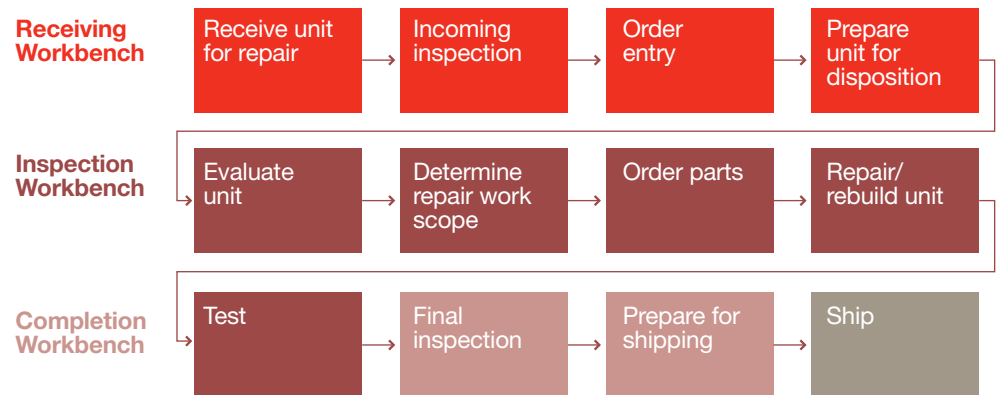 Receiving
Workbench
Receive unit
for repair
Incoming
inspection
Order
entry
Prepare
unit for
disposition
Inspection
Workbench
Evaluate
unit
Determine
repair work
scope
Order parts
Repair/
rebuild unit
Completion
Workbench
Test
Final
inspection
Prepare for
shipping
Ship